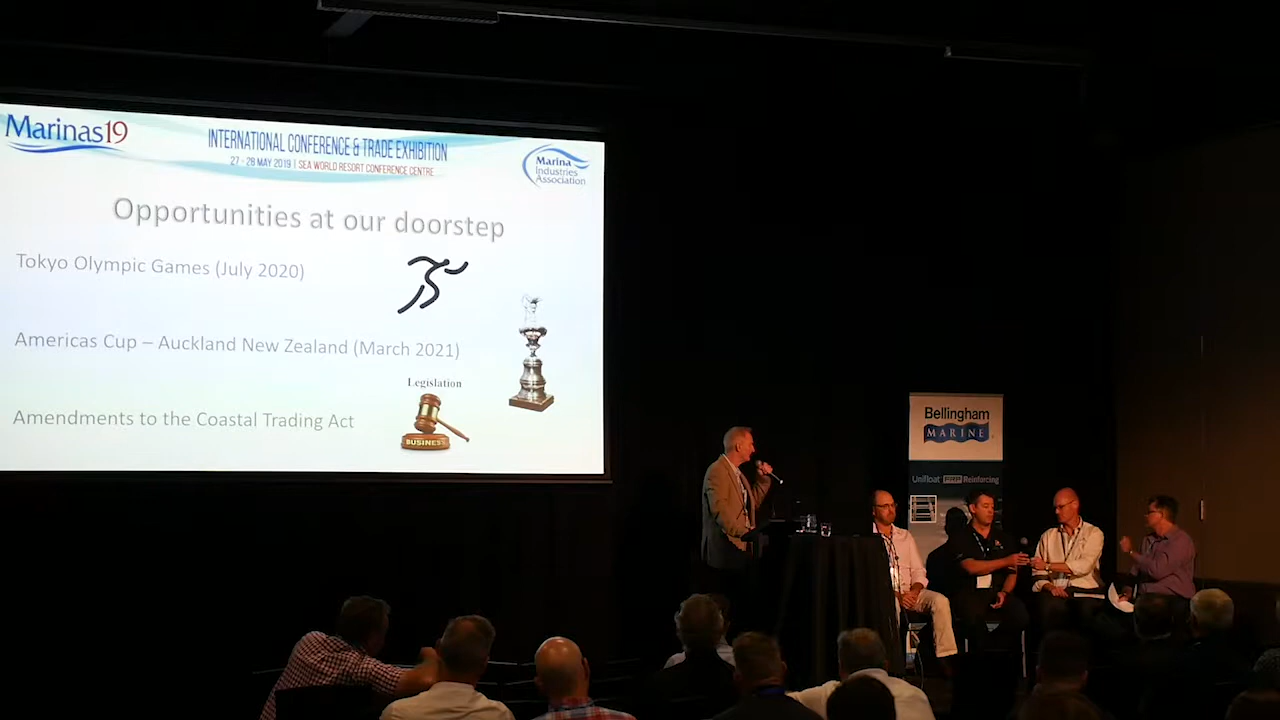 Marinas19
INTERNATIONAL CONFERENCE & TRADE EXHIBITION
27 - 28 MAY 2019 | SEA WORLD RESORT CONFERENCE CENTRE
Marina
Industries
Association
Opportunities at our doorstep
Tokyo Olympic Games (July 2020)
Americas Cup – Auckland New Zealand (March 2021)
Legislation
Amendments to the Coastal Trading Act
BUSINESS
Bellingham
MARINE
Unifloat FRP Reinforcing